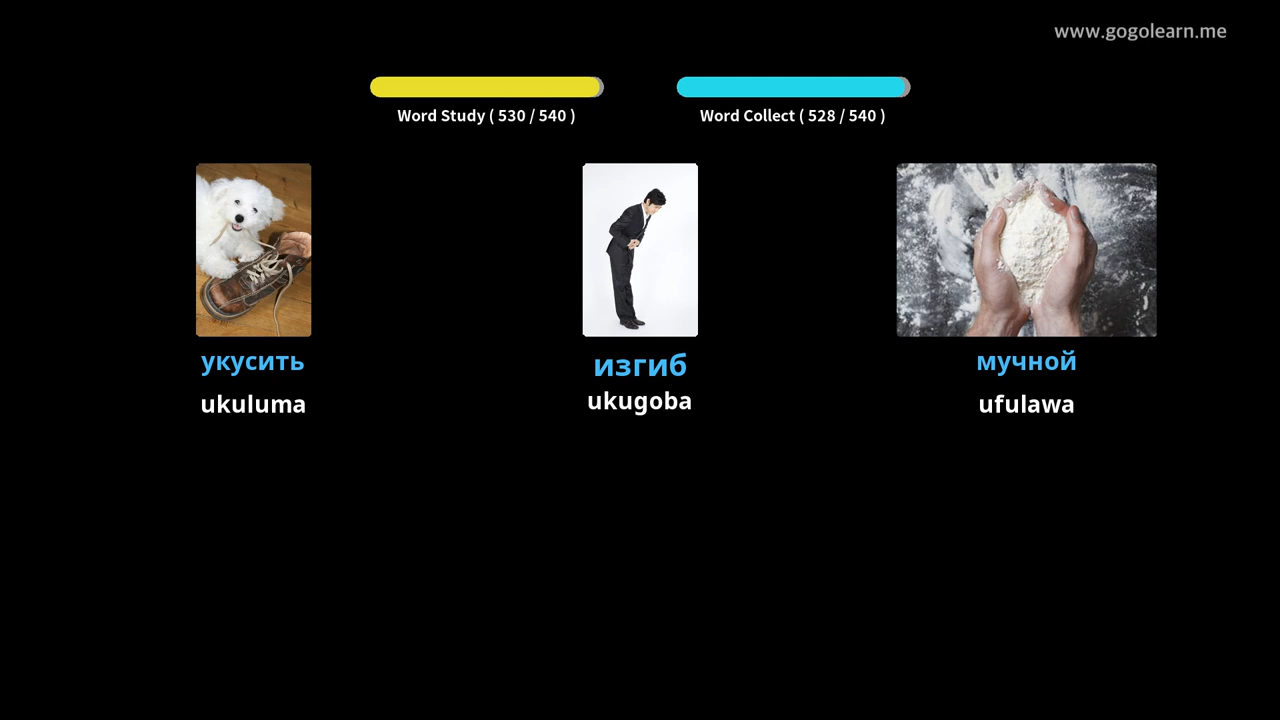 www.gogolearn.me
Word Study ( 530 / 540 )
Word Collect ( 528 / 540 )
укусить
ukuluma
изгиб
ukugoba
мучной
ufulawa